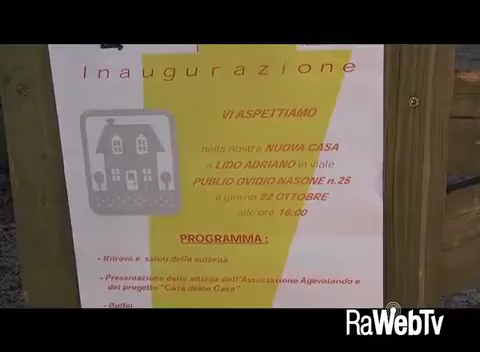 Inaugurazione
VI ASPETTIAMO
nella nostra NUOVA CASA
a LIDO ADRIANO in viale
PUBLIO OVIDIO NASONE n.25
il giorno 22 OTTOBRE
alle ore 16:00
PROGRAMMA :
- Ritrovo e saluti delle autorità
- Presentazione delle attività dell'Associazione Agevolando e
del progetto "Casa dolce Casa"
- Buffet
RaWebTv